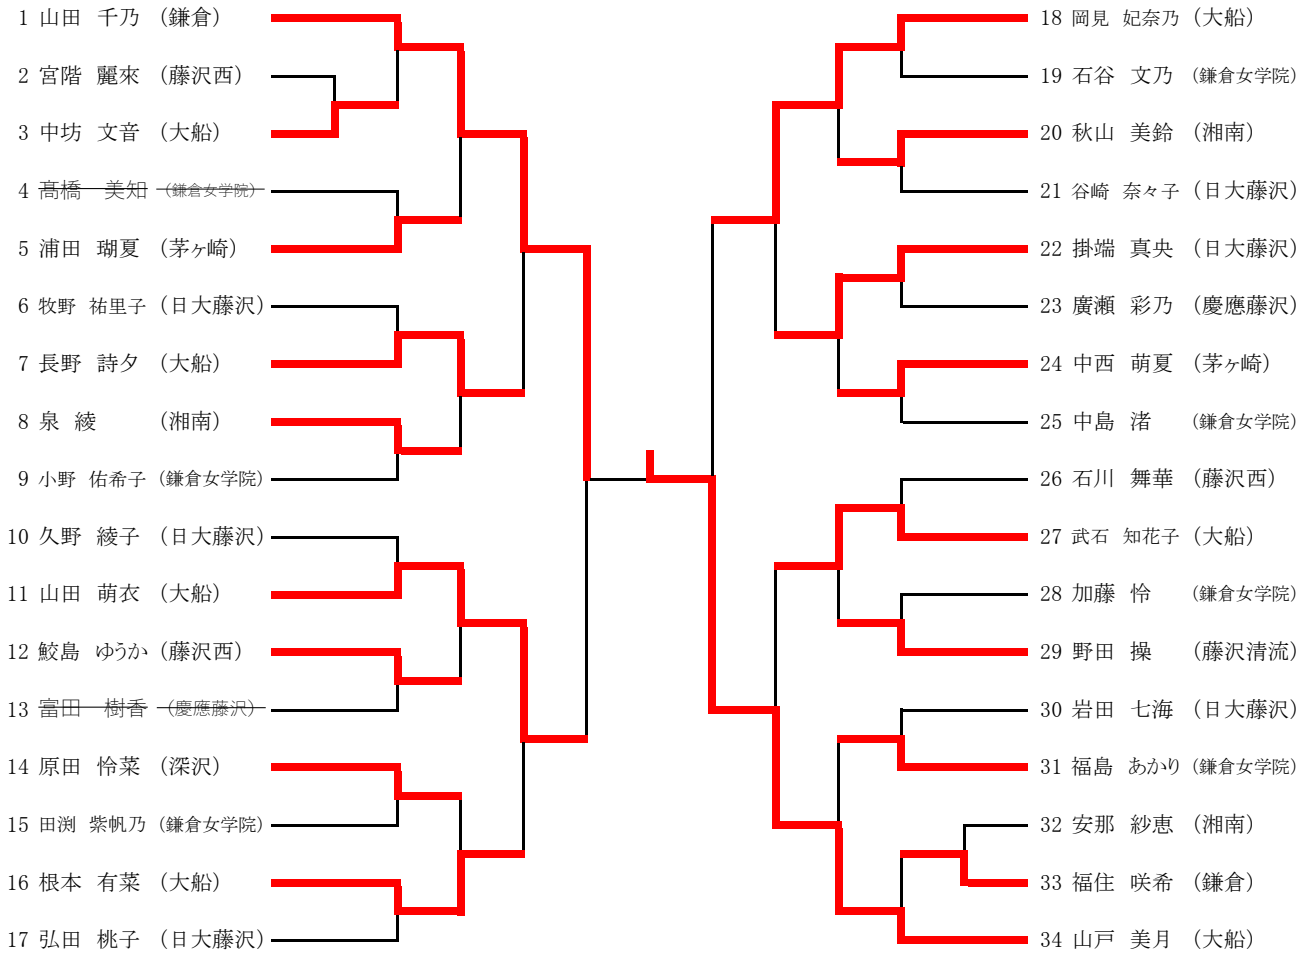 1 山田 千乃 (鎌倉)
2 宮階 麗來 (藤沢西)
3 中坊 文音 (大船)
4 髙橋 美知 (鎌倉女学院)
5 浦田 瑚夏 (茅ヶ崎)
6 牧野 祐里子 (日大藤沢)
7 長野 詩夕 (大船)
8 泉 綾 (湘南)
9 小野 佑希子 (鎌倉女学院)
10 久野 綾子 (日大藤沢)
11 山田 萌衣 (大船)
12 鮫島 ゆうか (藤沢西)
13 富田 樹香 (慶應藤沢)
14 原田 怜菜 (深沢)
15 田渕 紫帆乃 (鎌倉女学院)
16 根本 有菜 (大船)
17 弘田 桃子 (日大藤沢)
18 岡見 妃奈乃 (大船)
19 石谷 文乃 (鎌倉女学院)
20 秋山 美鈴 (湘南)
21 谷崎 奈々子 (日大藤沢)
22 掛端 真央 (日大藤沢)
23 廣瀬 彩乃 (慶應藤沢)
24 中西 萌夏 (茅ヶ崎)
25 中島 渚 (鎌倉女学院)
26 石川 舞華 (藤沢西)
27 武石 知花子 (大船)
28 加藤 怜 (鎌倉女学院)
29 野田 操 (藤沢清流)
30 岩田 七海 (日大藤沢)
31 福島 あかり (鎌倉女学院)
32 安那 紗恵 (湘南)
33 福住 咲希 (鎌倉)
34 山戸 美月 (大船)